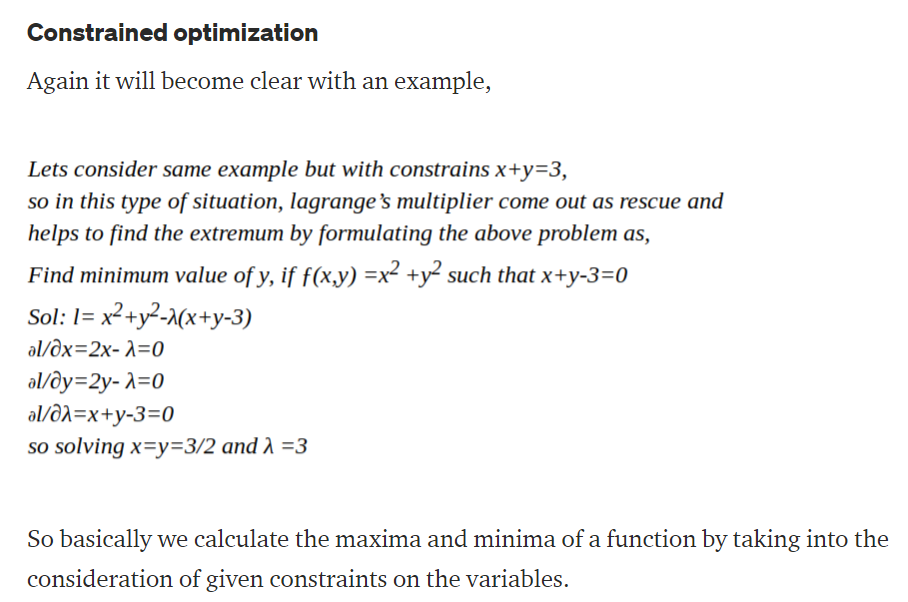 Constrained optimization
Again it will become clear with an example,
Lets consider same example but with constrains x+y=3,
so in this type of situation, lagrange's multiplier come out as rescue and
helps to find the extremum by formulating the above problem as,
Find minimum value of y, if f(x,y) =x² +y² such that x+y-3=0
Sol: l= x²+y²-λ(x+y-3)
∂l/∂x=2x- λ=0
∂l/∂y=2y- λ=0
∂l/∂λ=x+y-3=0
so solving x=y=3/2 and λ =3
So basically we calculate the maxima and minima of a function by taking into the
consideration of given constraints on the variables.